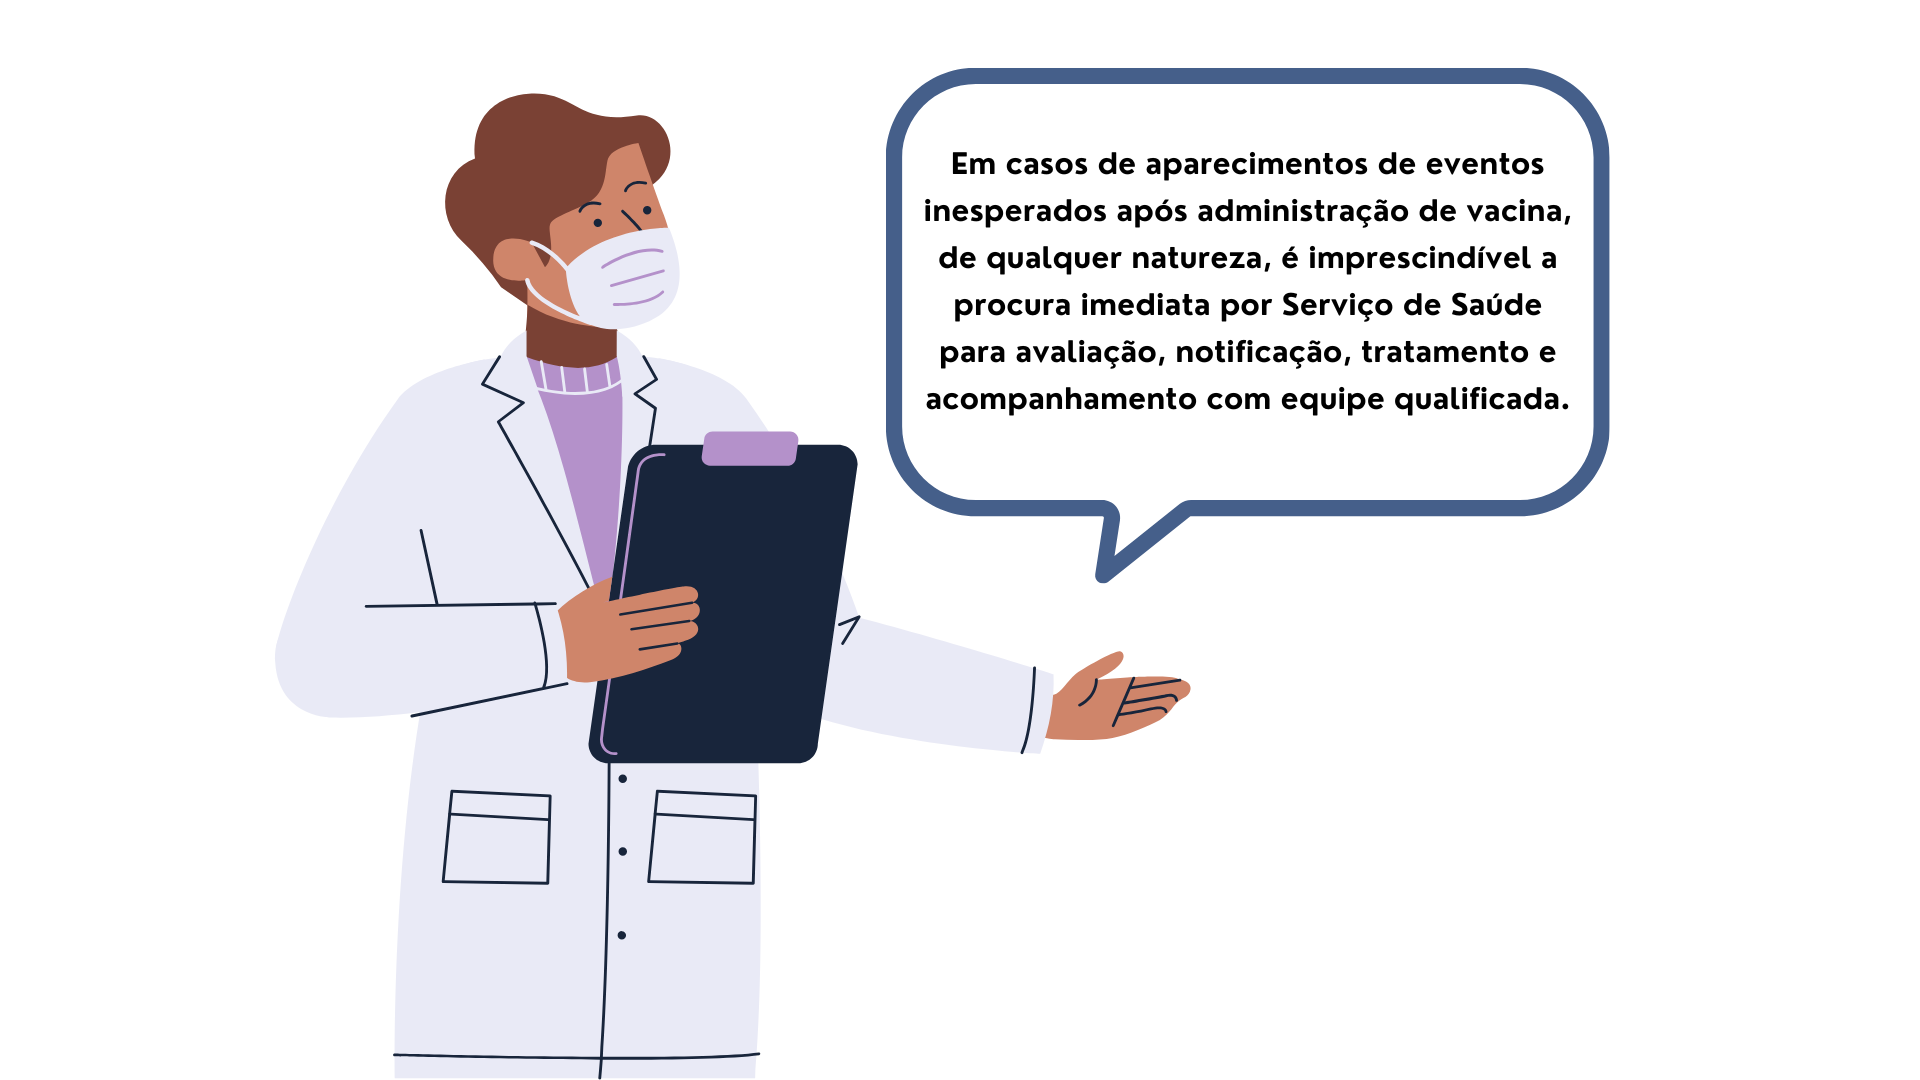 Em casos de aparecimentos de eventos
inesperados após administração de vacina,
de qualquer natureza, é imprescindível a
procura imediata por Serviço de Saúde
para avaliação, notificação, tratamento e
acompanhamento com equipe qualificada.